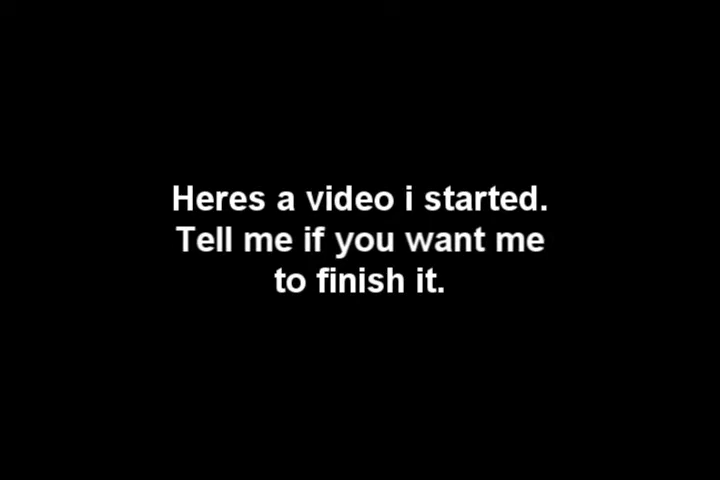 Heres a video i started.
Tell me if you want me
to finish it.